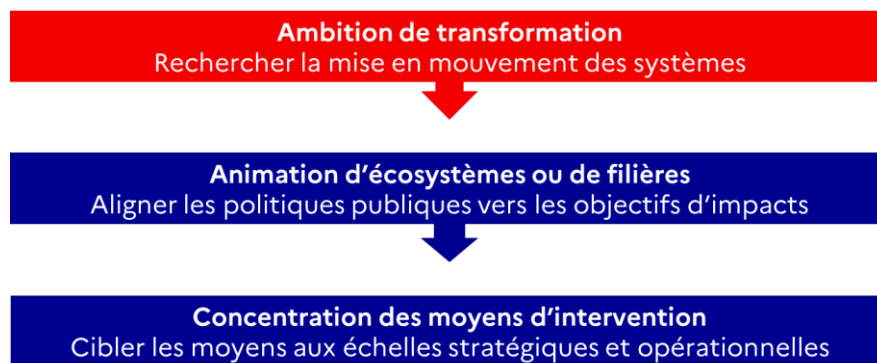 Ambition de transformation
Rechercher la mise en mouvement des systèmes
Animation d’écosystèmes ou de filières
Aligner les politiques publiques vers les objectifs d’impacts
Concentration des moyens d’intervention
Cibler les moyens aux échelles stratégiques et opérationnelles